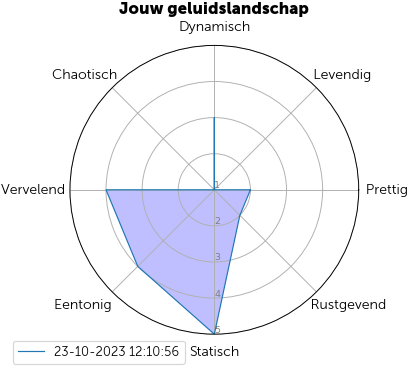 Jouw geluidslandschap
Dynamisch
Chaotisch
Levendig
Vervelend
Prettig
1
2
3
4
5
Eentonig
Rustgevend
Statisch
23-10-2023 12:10:56